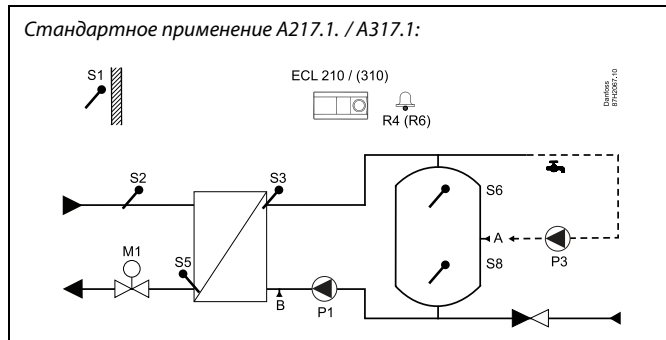 Стандартное применение A217.1. / A317.1:
S1
ECL 210 / (310)
R4 (R6)
Danfoss
87H2067.10
S2
S3
S6
A
P3
M1
S5
S8
B
P1